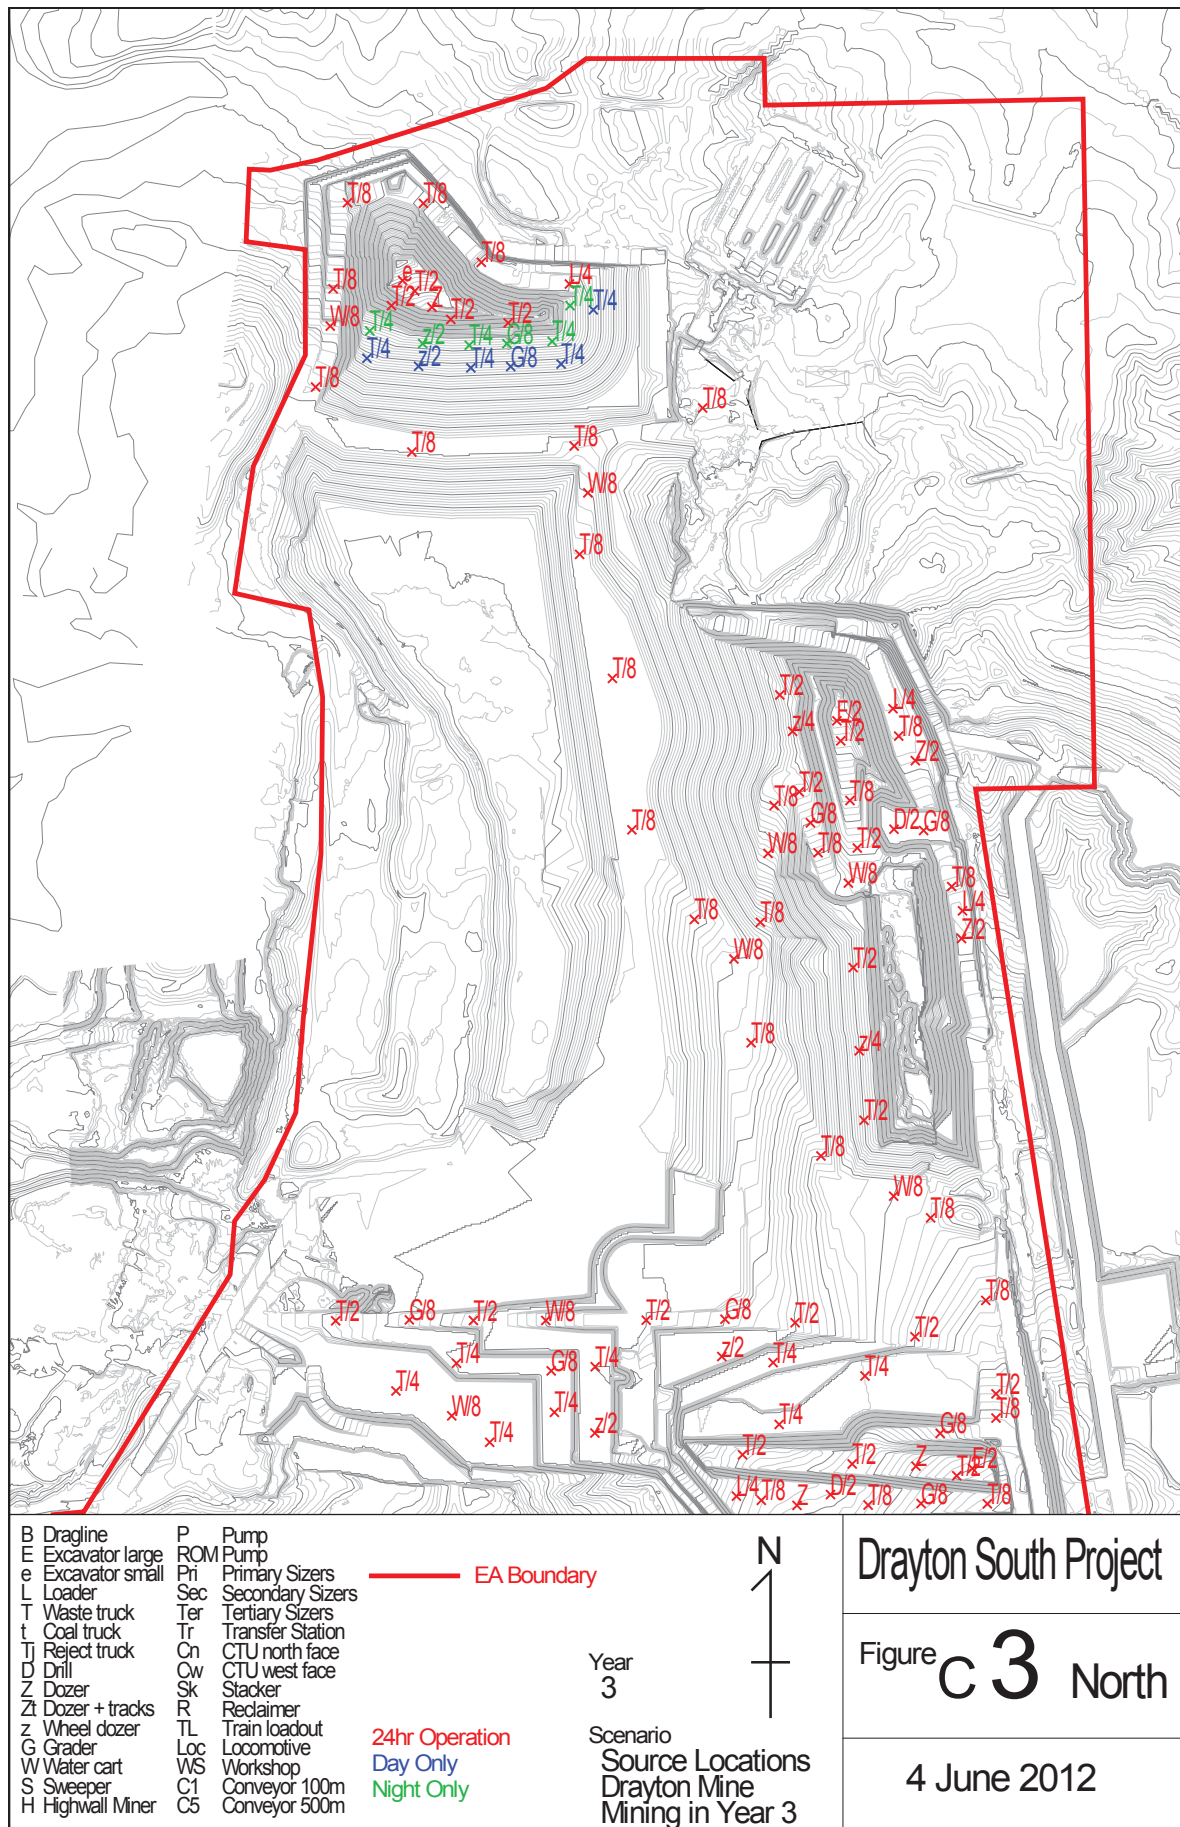 T/8
T/8
T/8
e
T/2
L/4
T/8
T/2
Z
T/4
T/4
W/8
T/2
T/2
T/4
z/2
T/4
G/8
T/4
T/4
z/2
T/4
G/8
T/4
T/8
T/8
T/8
T/8
W/8
T/8
T/8
T/2
E/2
L/4
z/4
T/2
T/8
Z/2
T/2
T/8
T/8
T/8
G/8
D/2
G/8
W/8
T/8
T/2
W/8
T/8
L/4
T/8
T/8
Z/2
W/8
T/2
T/8
z/4
T/2
T/8
W/8
T/8
T/8
T/2
G/8
T/2
W/8
T/2
G/8
T/2
T/2
T/4
G/8
T/4
z/2
T/4
T/4
T/4
T/2
W/8
T/4
T/4
T/8
T/4
z/2
G/8
T/2
T/2
Z
T/2
E/2
L/4
T/8
Z
D/2
T/8
G/8
T/8
B Dragline
E Excavator large
e Excavator small
L Loader
T Waste truck
t Coal truck
Tj Reject truck
D Drill
Z Dozer
Zt Dozer + tracks
z Wheel dozer
G Grader
W Water cart
S Sweeper
H Highwall Miner
P Pump
ROM Pump
Pri Primary Sizers
Sec Secondary Sizers
Ter Tertiary Sizers
Tr Transfer Station
Cn CTU north face
Cw CTU west face
Sk Stacker
R Reclaimer
TL Train loadout
Loc Locomotive
WS Workshop
C1 Conveyor 100m
C5 Conveyor 500m
EA Boundary
24hr Operation
Day Only
Night Only
N
Year
3
Scenario
Source Locations
Drayton Mine
Mining in Year 3
Drayton South Project
Figure C 3 North
4 June 2012